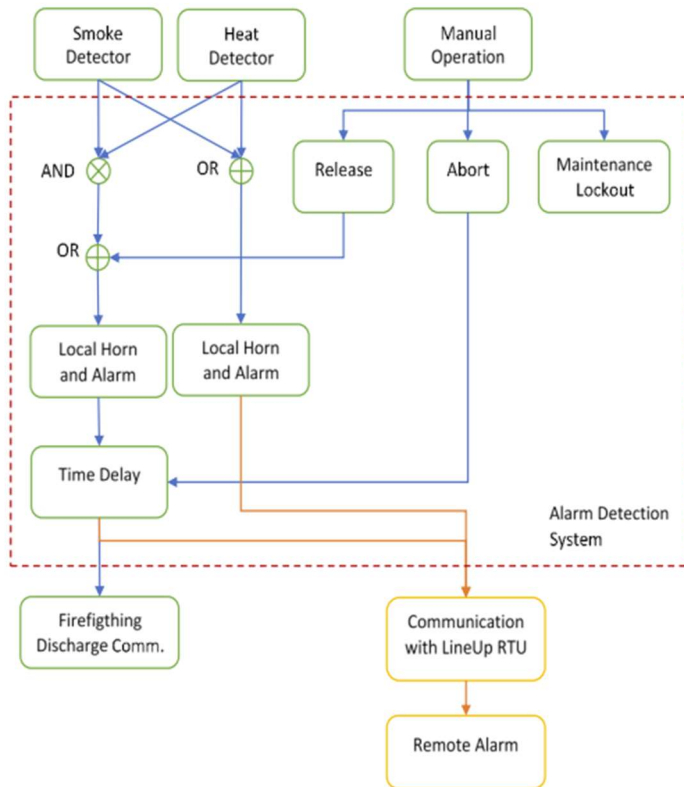 Smoke
Detector
Heat
Detector
Manual
Operation
AND
OR
Release
Abort
Maintenance
Lockout
OR
Local Horn
and Alarm
Local Horn
and Alarm
Time Delay
Alarm Detection
System
Firefigthing
Discharge Comm.
Communication
with LineUp RTU
Remote Alarm